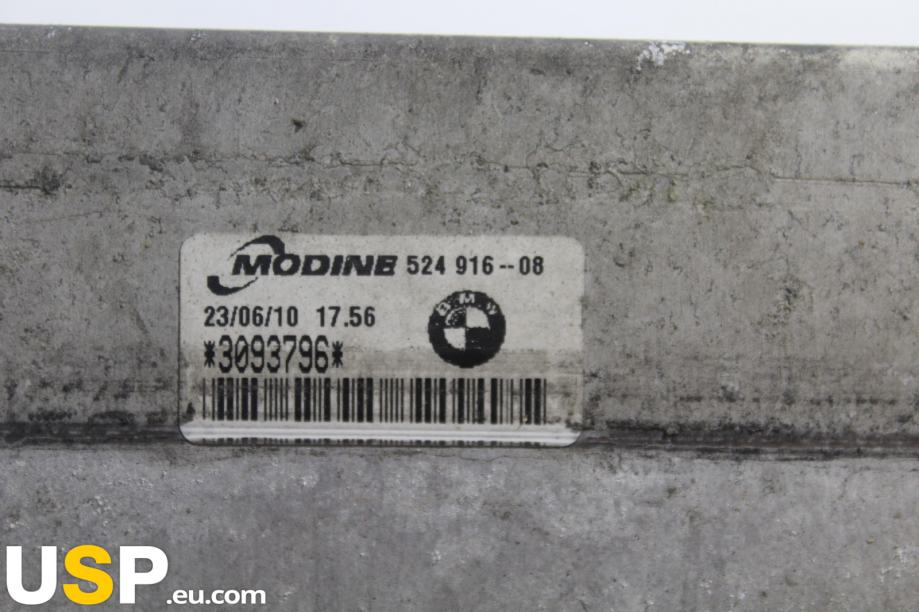 MODINE 524 916--08
23/06/10 17.56
BMW
*3093796*
USP.eu.com